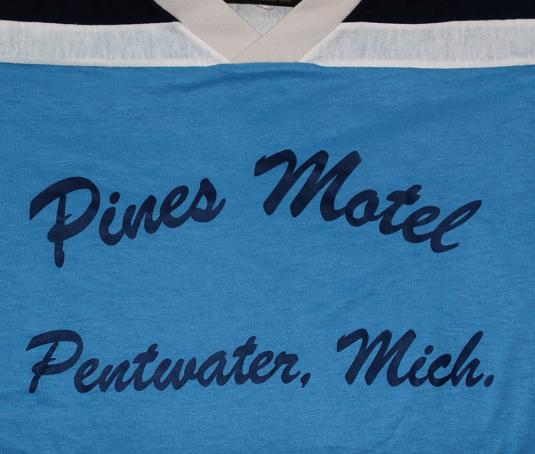 Pines Motel
Pentwater, Mich.